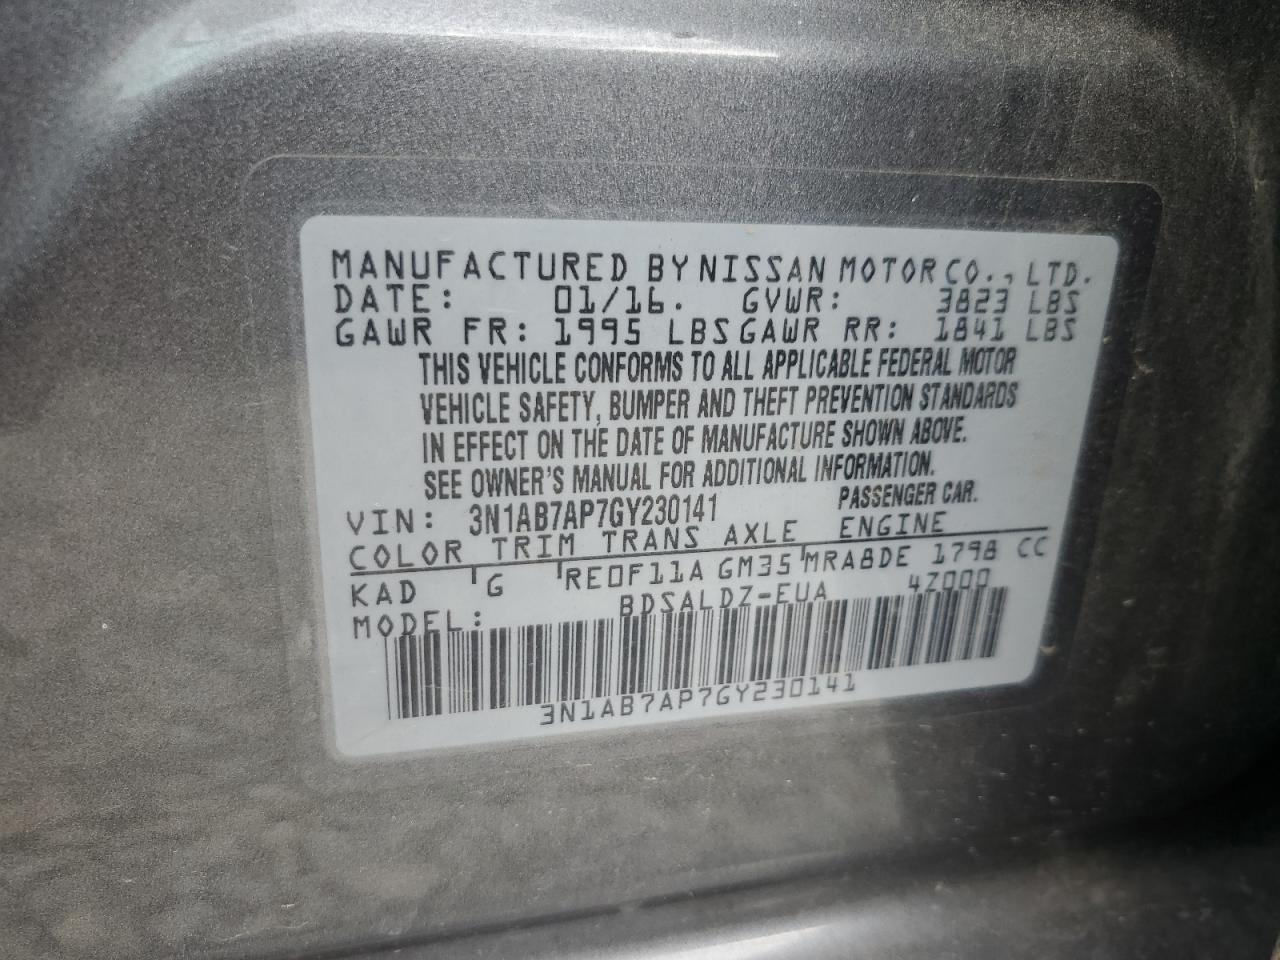 MANUFACTURED BY NISSAN MOTOR CO., LTD.
DATE: 01/16. GVWR: 3823 LBS
GAWR FR: 1995 LBS GAWR RR: 1841 LBS
THIS VEHICLE CONFORMS TO ALL APPLICABLE FEDERAL MOTOR
VEHICLE SAFETY, BUMPER AND THEFT PREVENTION STANDARDS
IN EFFECT ON THE DATE OF MANUFACTURE SHOWN ABOVE.
SEE OWNER'S MANUAL FOR ADDITIONAL INFORMATION.
VIN: 3N1AB7AP7GY230141 PASSENGER CAR.
COLOR TRIM TRANS AXLE ENGINE
KAD G RE0F11A GM35 MRA8DE 1798 CC
MODEL: BDSALDZ-EUA 4Z000
3N1AB7AP7GY230141